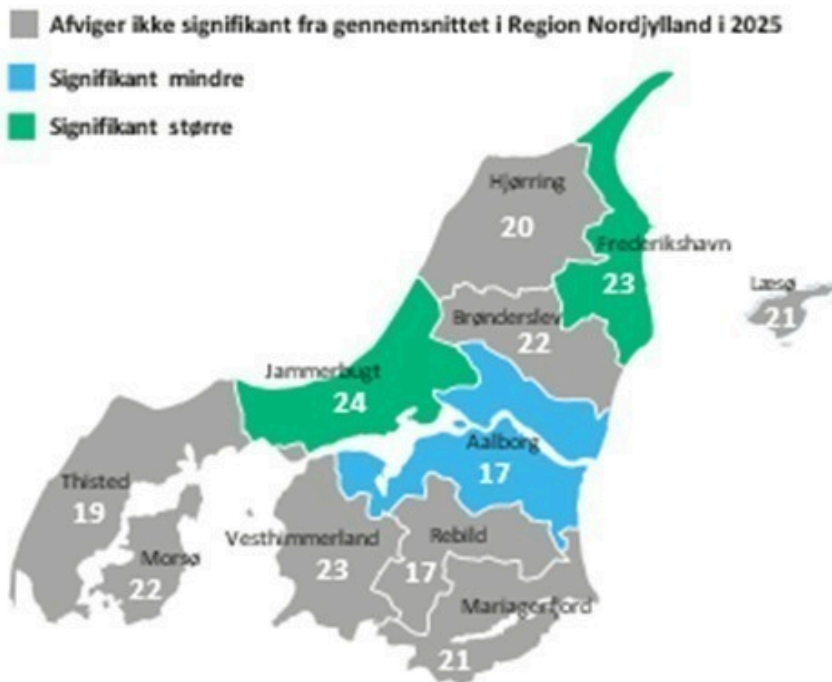 Afviger ikke signifikant fra gennemsnittet i Region Nordjylland i 2025
Signifikant mindre
Signifikant større
Hjørring
20
Frederikshavn
23
Læsø
21
Brønderslev
22
Jammerbugt
24
Aalborg
17
Thisted
19
Morsø
22
Vesthimmerland
23
Rebild
17
Mariagerfjord
21